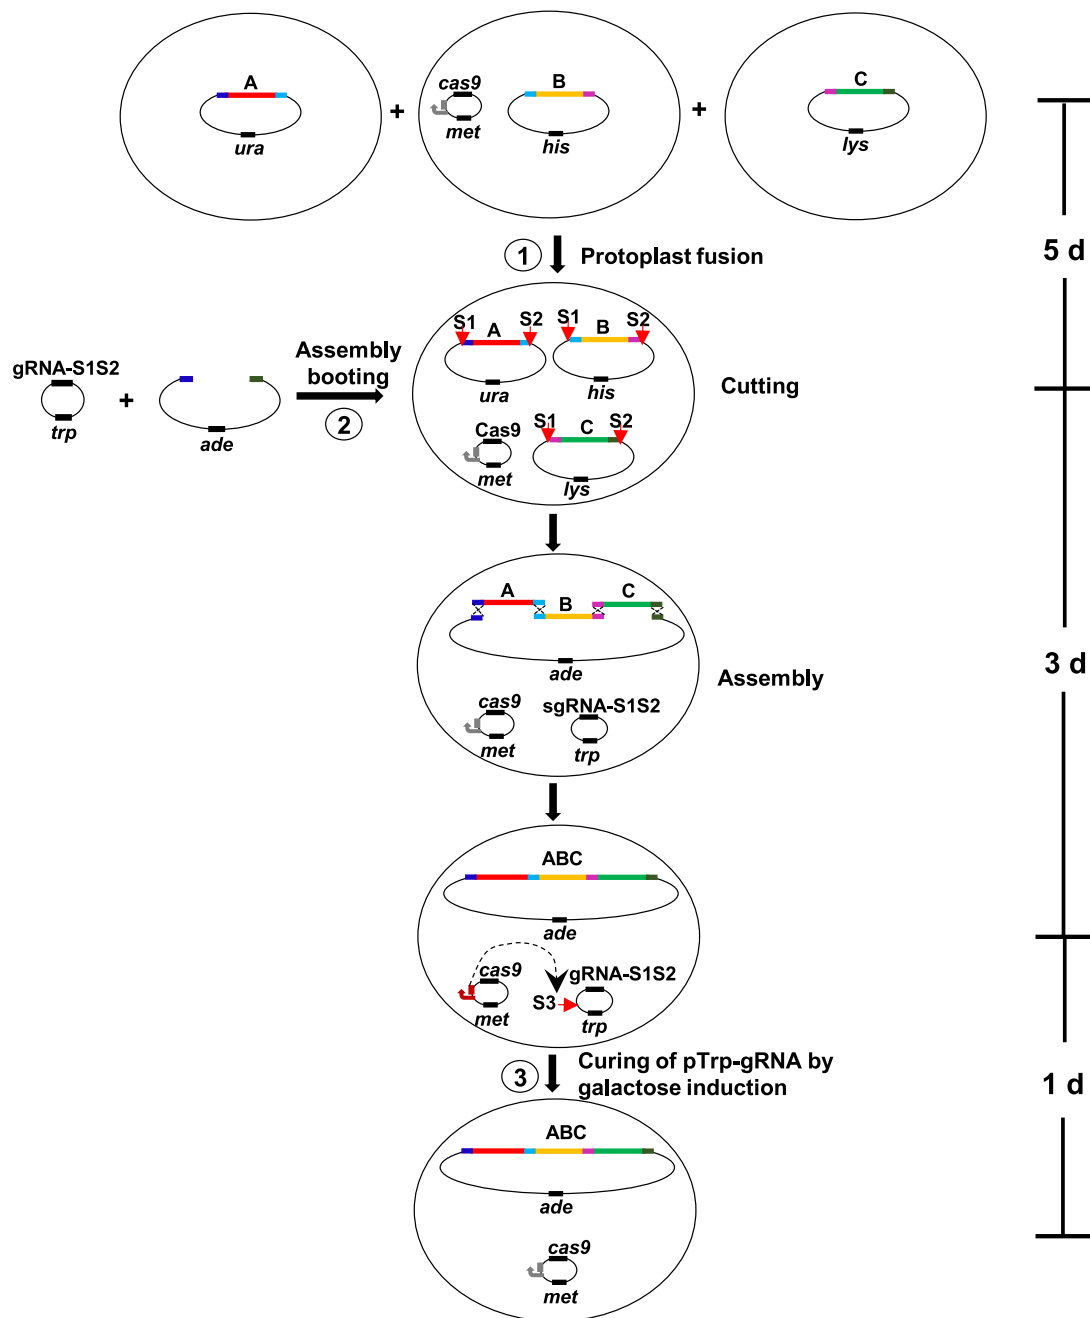 A
ura
+
cas9
met
B
his
+
C
lys
1
Protoplast fusion
5 d
gRNA-S1S2
trp
+
ade
Assembly
booting
2
S1
A
S2
ura
S1
B
S2
his
Cas9
met
S1
C
S2
lys
Cutting
A
B
C
ade
cas9
met
sgRNA-S1S2
trp
Assembly
3 d
ABC
ade
cas9
met
S3
gRNA-S1S2
trp
3
Curing of pTrp-gRNA by
galactose induction
1 d
ABC
ade
cas9
met